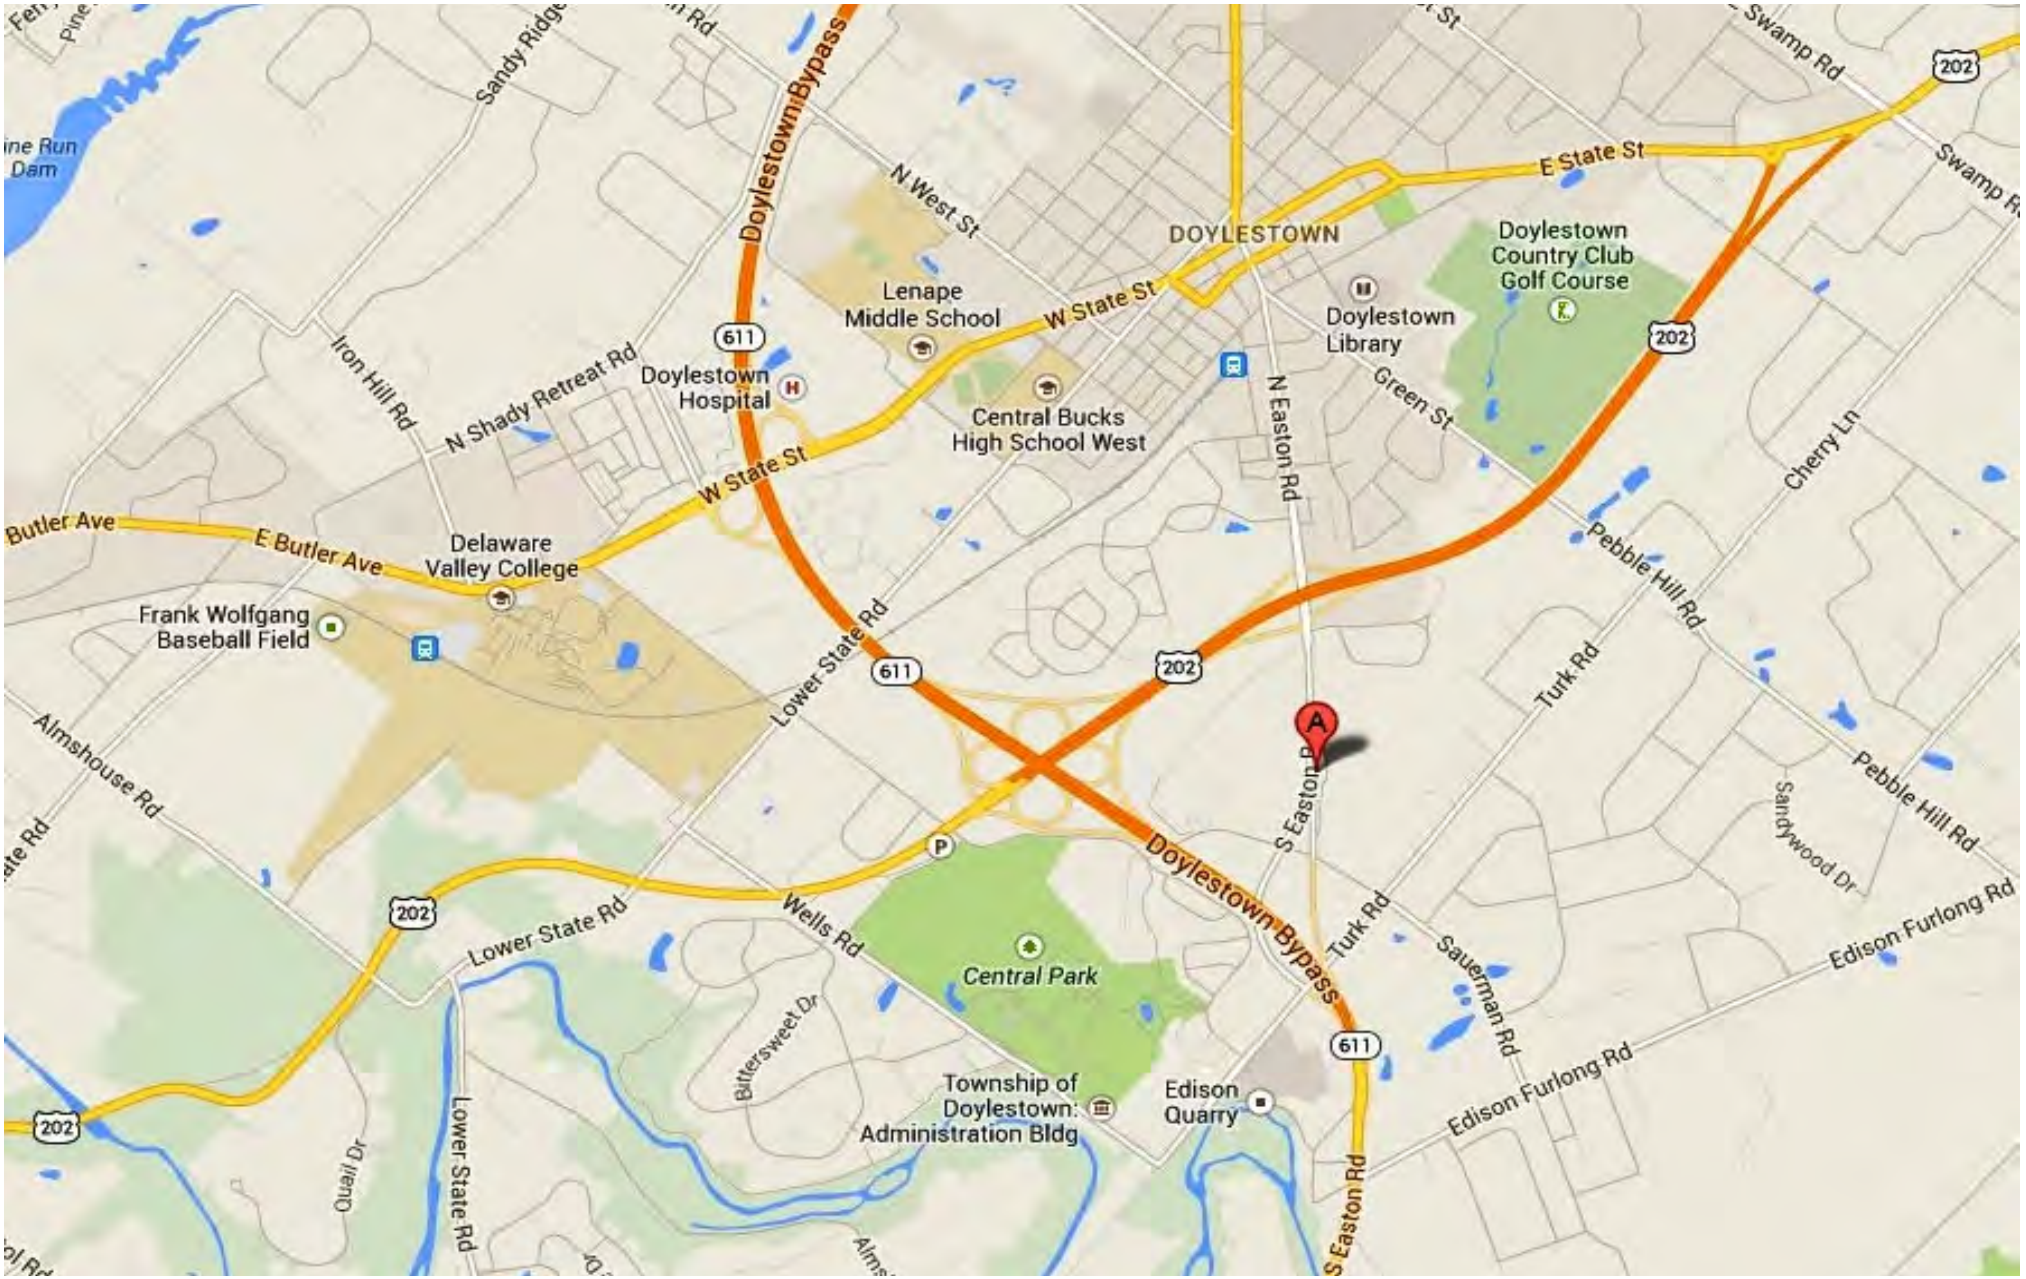 Sandy Ridge
Doylestown Bypass
Swamp Rd
202
ine Run
Dam
E State St
Swamp
N West St
DOYLESTOWN
Doylestown
Country Club
Golf Course
Lenape
Middle School
W State St
Doylestown
Library
611
202
Iron Hill Rd
N Shady Retreat Rd
Doylestown
Hospital
H
Central Bucks
High School West
N Easton Rd
Green St
Cherry Ln
W State St
Butler Ave
E Butler Ave
Delaware
Valley College
Pebble Hill Rd
Frank Wolfgang
Baseball Field
Lower State Rd
611
202
Turk Rd
A
Almshouse Rd
S Easton
Pebble Hill Rd
Sandywood Dr
ate Rd
P
Doylestown Bypass
202
Lower State Rd
Wells Rd
Turk Rd
Edison Furlong Rd
Central Park
Sauerman Rd
Bittersweet Dr
611
Edison Furlong Rd
Township of
Doylestown:
Administration Bldg
Edison
Quarry
202
Quail Dr
Lower State Rd
S Easton Rd
Alms
ol Rd